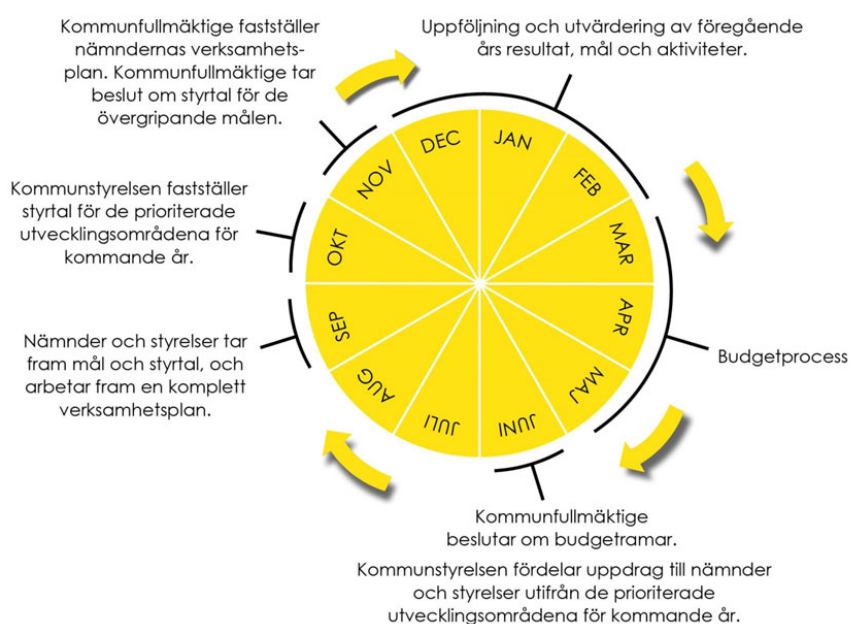 Kommunfullmäktige fastställer
nämndernas verksamhets-
plan. Kommunfullmäktige tar
beslut om styrtal för de
övergripande målen.
Uppföljning och utvärdering av föregående
års resultat, mål och aktiviteter.
Kommunstyrelsen fastställer
styrtal för de prioriterade
utvecklingsområdena för
kommande år.
Nämnder och styrelser tar
fram mål och styrtal, och
arbetar fram en komplett
verksamhetsplan.
JAN
FEB
MAR
APR
MAJ
JUNI
JULI
AUG
SEP
OKT
NOV
DEC
Budgetprocess
Kommunfullmäktige
beslutar om budgetramar.
Kommunstyrelsen fördelar uppdrag till nämnder
och styrelser utifrån de prioriterade
utvecklingsområdena för kommande år.